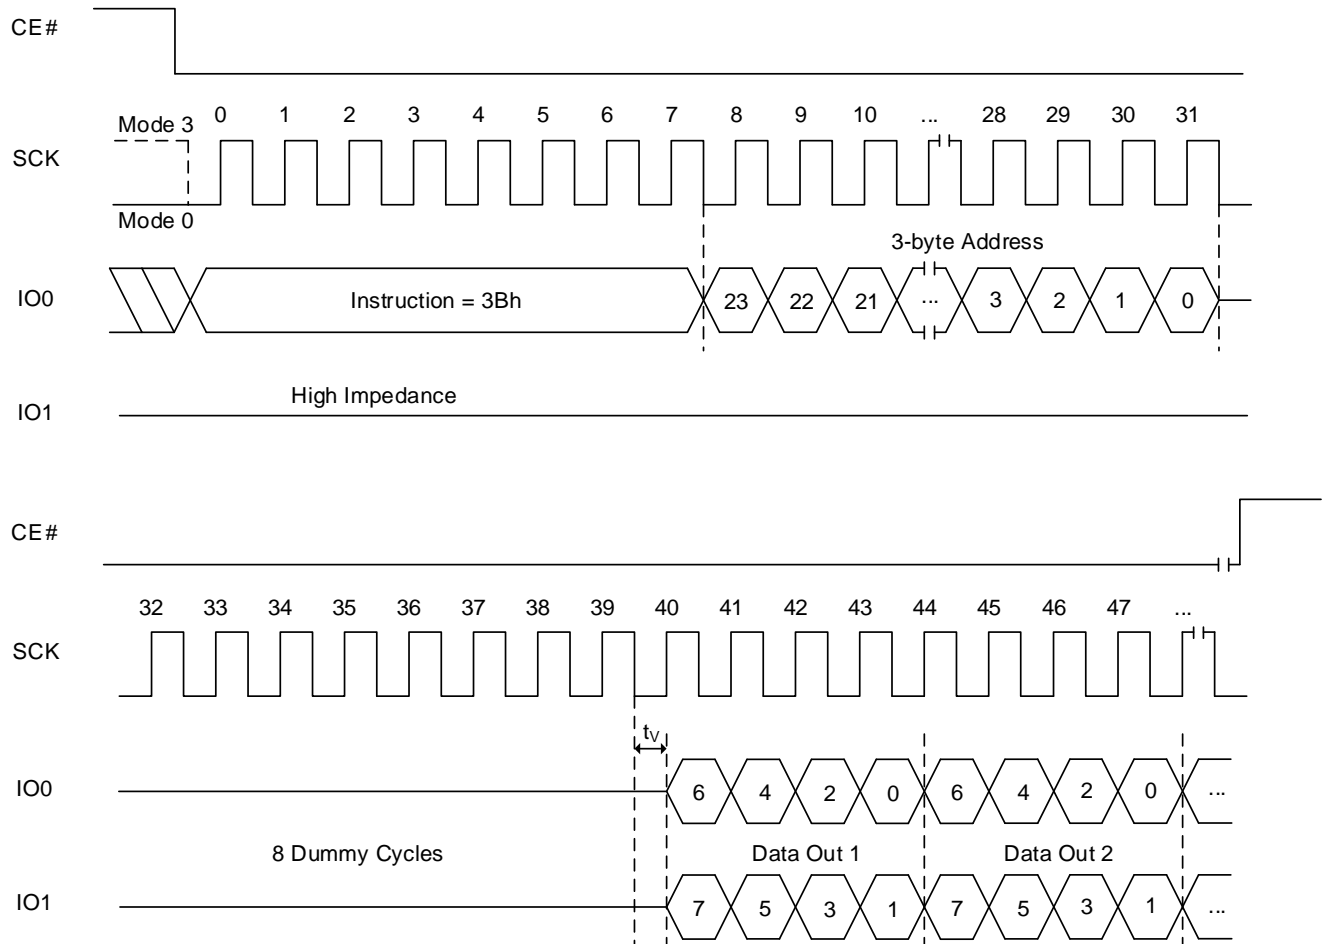 CE#
Mode 3
0 1 2 3 4 5 6 7 8 9 10 ... 28 29 30 31
SCK
Mode 0
3-byte Address
IO0
Instruction = 3Bh
23 22 21 ... 3 2 1 0
High Impedance
IO1
CE#
32 33 34 35 36 37 38 39 40 41 42 43 44 45 46 47 ...
SCK
tV
IO0
6 4 2 0 6 4 2 0 ...
8 Dummy Cycles
Data Out 1
Data Out 2
IO1
7 5 3 1 7 5 3 1 ...